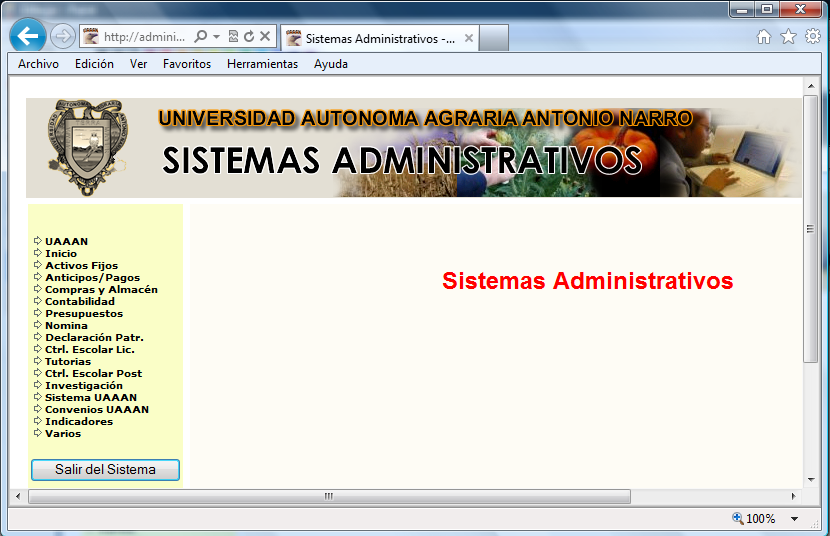 http://admini...
Sistemas Administrativos -...
Archivo Edición Ver Favoritos Herramientas Ayuda
UNIVERSIDAD AUTONOMA AGRARIA ANTONIO NARRO
SISTEMAS ADMINISTRATIVOS
UAAAN
Inicio
Activos Fijos
Anticipos/Pagos
Compras y Almacén
Contabilidad
Presupuestos
Nomina
Declaración Patr.
Ctrl. Escolar Lic.
Tutorias
Ctrl. Escolar Post
Investigación
Sistema UAAAN
Convenios UAAAN
Indicadores
Varios
Salir del Sistema
Sistemas Administrativos
100%